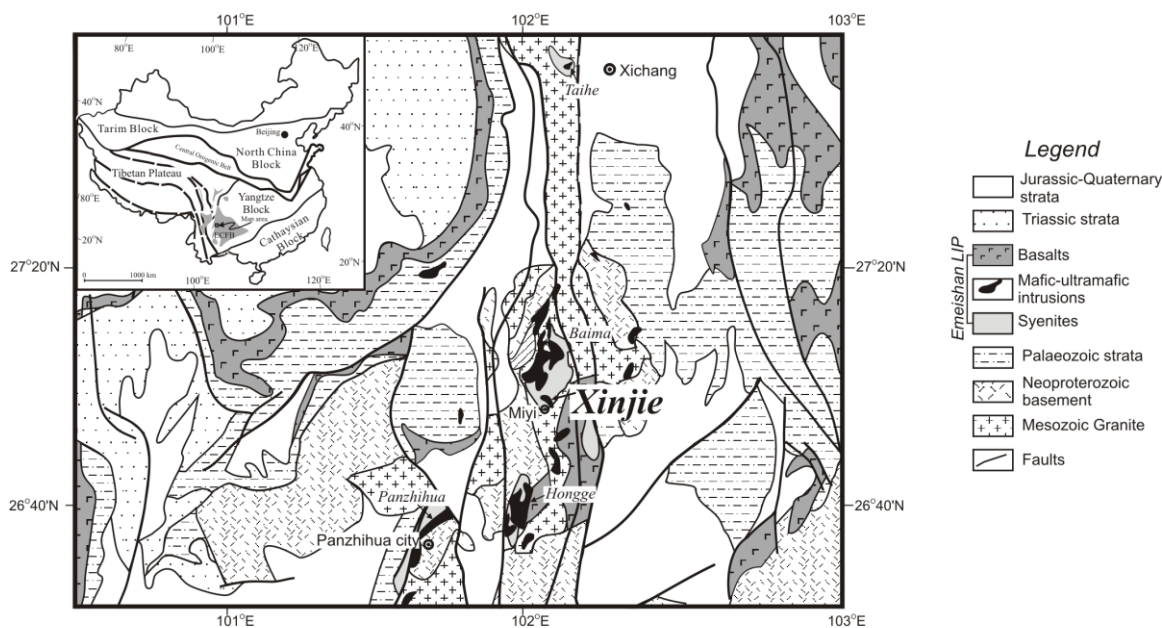 101°E
102°E
103°E
80°E
100°E
120°E
40°N
40°N
Beijing
Tarim Block
Central Orogenic Belt
North China
Block
Tibetan Plateau
Yangtze
Block
Map area
80°E
ECFB
Cathaysian
Block
20°N
20°N
0
1000 km
100°E
120°E
Xichang
Taihe
27°20'N
27°20'N
Baima
Miyi
Xinjie
Panzhihua
Hongge
26°40'N
26°40'N
Panzhihua city
101°E
102°E
103°E
Legend
Jurassic-Quaternary
strata
Triassic strata
Emeishan LIP
Basalts
Mafic-ultramafic
intrusions
Syenites
Palaeozoic strata
Neoproterozoic
basement
Mesozoic Granite
Faults